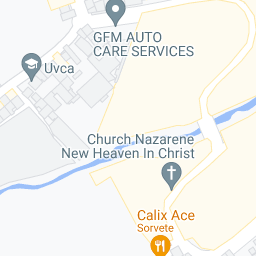 GFM AUTO
CARE SERVICES
Uvca
Church Nazarene
New Heaven In Christ
Calix Ace
Sorvete